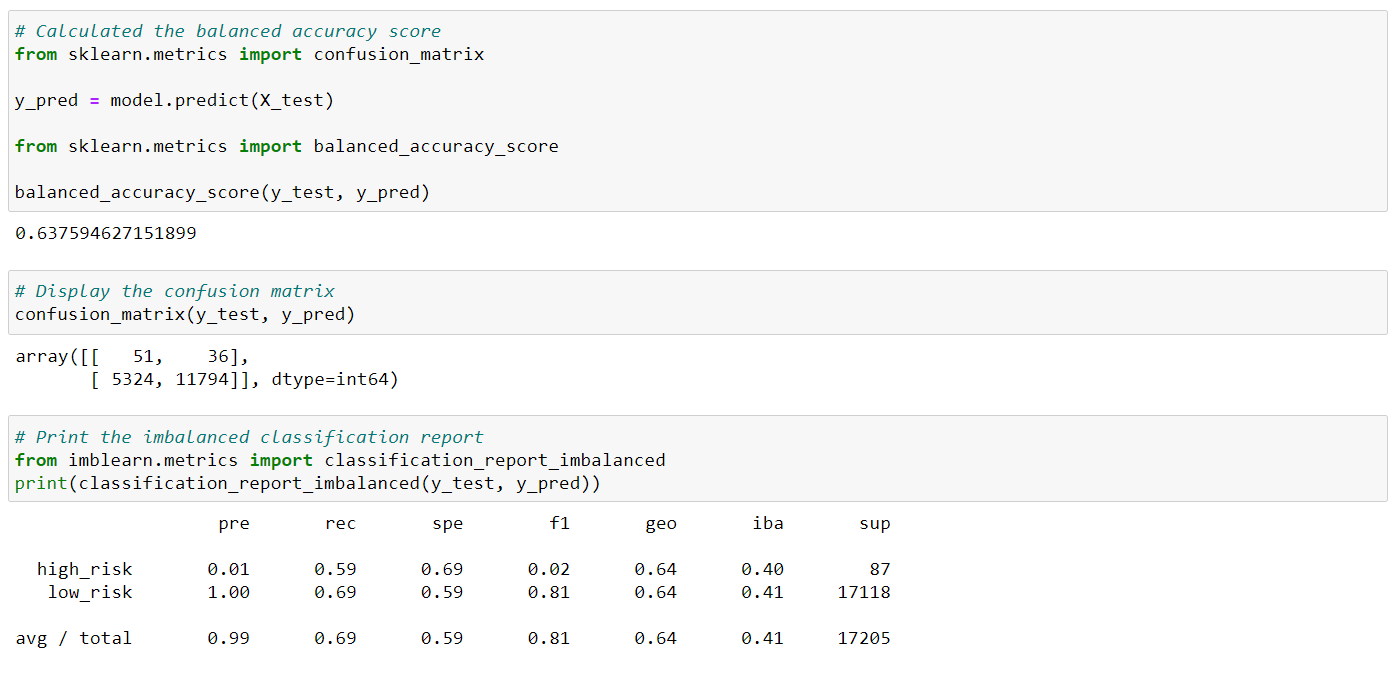 # Calculated the balanced accuracy score
from sklearn.metrics import confusion_matrix
y_pred = model.predict(X_test)
from sklearn.metrics import balanced_accuracy_score
balanced_accuracy_score(y_test, y_pred)
0.637594627151899
# Display the confusion matrix
confusion_matrix(y_test, y_pred)
array([[   51,    36],
       [ 5324, 11794]], dtype=int64)
# Print the imbalanced classification report
from imblearn.metrics import classification_report_imbalanced
print(classification_report_imbalanced(y_test, y_pred))
                   pre       rec       spe        f1       geo       iba       sup
  high_risk       0.01      0.59      0.69      0.02      0.64      0.40        87
   low_risk       1.00      0.69      0.59      0.81      0.64      0.41     17118
avg / total       0.99      0.69      0.59      0.81      0.64      0.41     17205